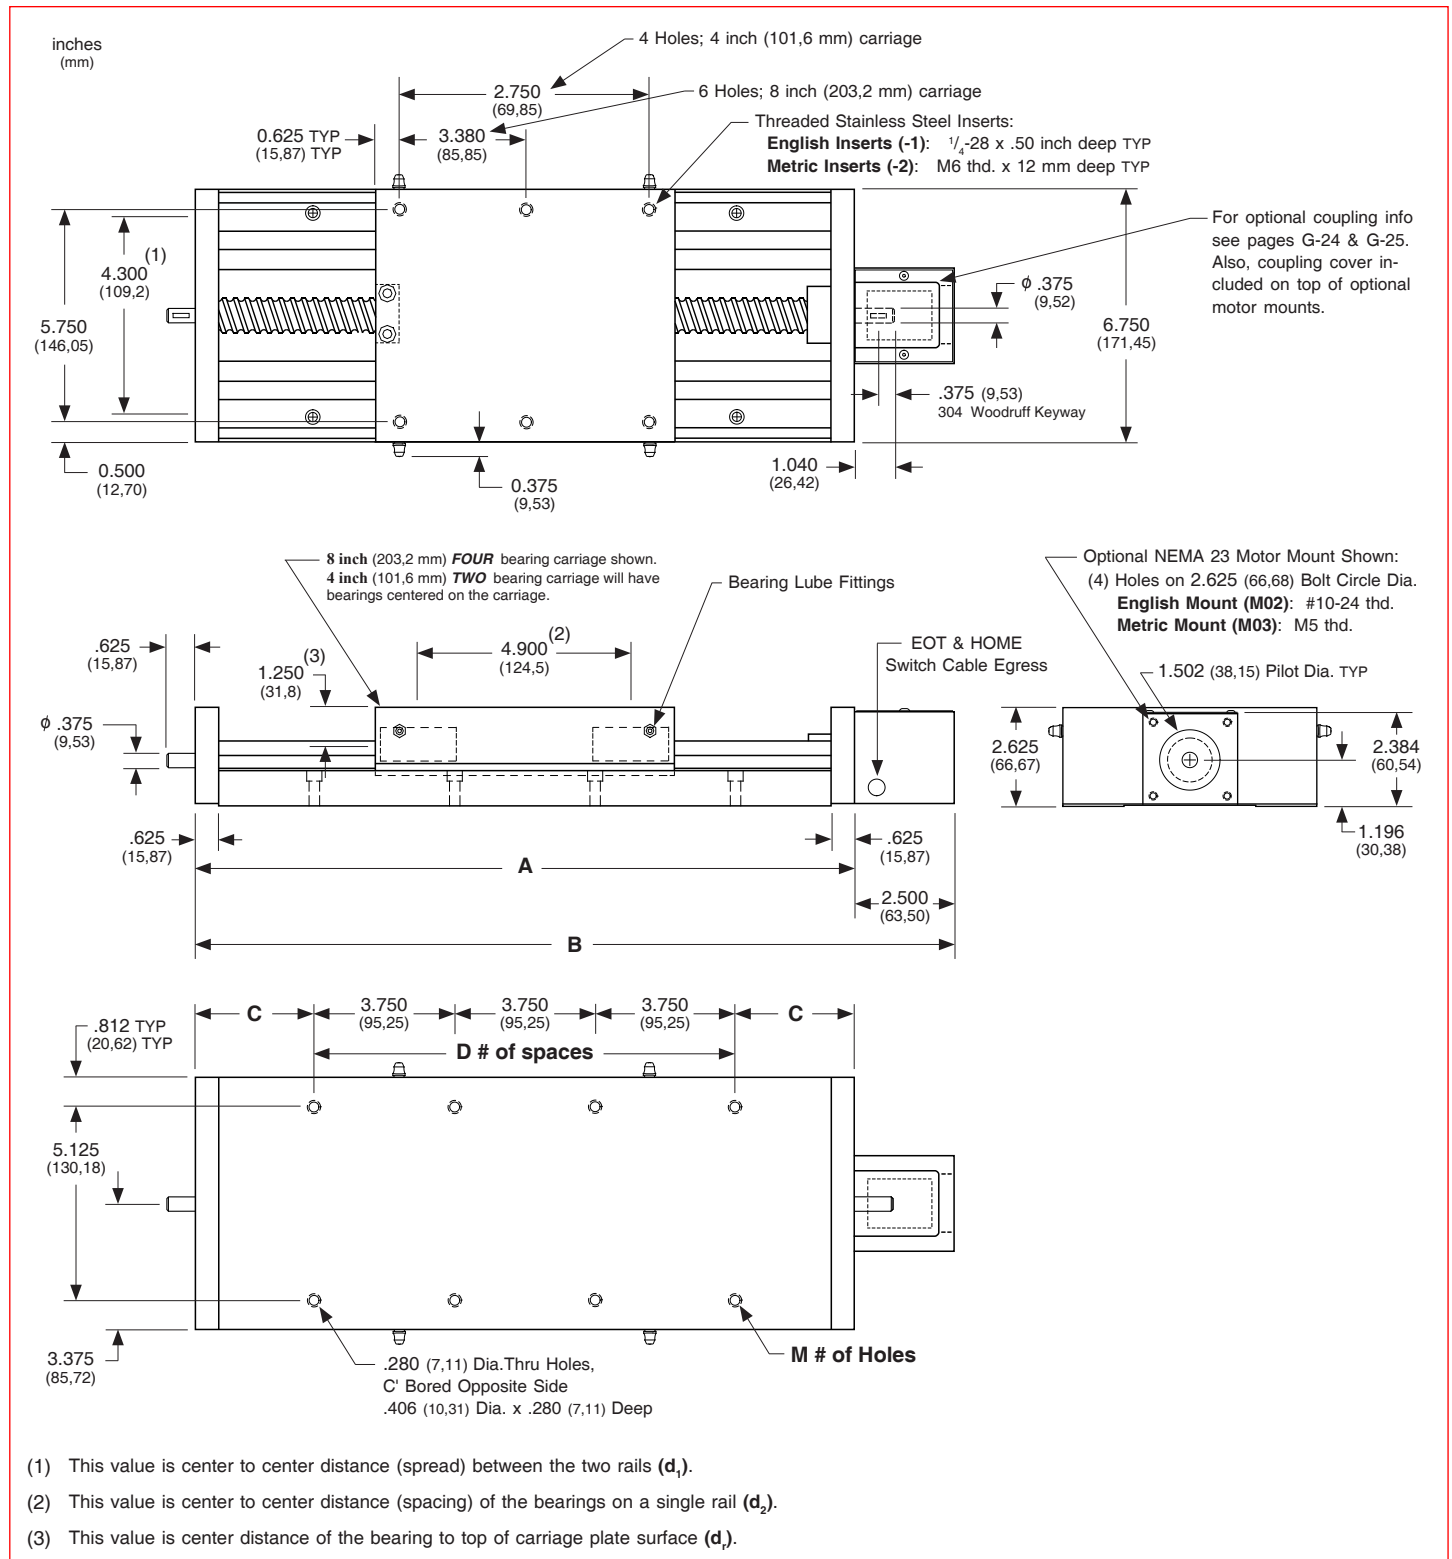 inches
(mm)
4 Holes; 4 inch (101,6 mm) carriage
2.750
(69,85)
6 Holes; 8 inch (203,2 mm) carriage
0.625 TYP
(15,87) TYP
3.380
(85,85)
Threaded Stainless Steel Inserts:
English Inserts (-1): 1/4-28 x .50 inch deep TYP
Metric Inserts (-2): M6 thd. x 12 mm deep TYP
For optional coupling info
see pages G-24 & G-25.
Also, coupling cover in-
cluded on top of optional
motor mounts.
(1)
4.300
(109,2)
5.750
(146,05)
ϕ .375
(9,52)
6.750
(171,45)
.375 (9,53)
304 Woodruff Keyway
0.500
(12,70)
0.375
(9,53)
1.040
(26,42)
8 inch (203,2 mm) FOUR bearing carriage shown.
4 inch (101,6 mm) TWO bearing carriage will have
bearings centered on the carriage.
Bearing Lube Fittings
Optional NEMA 23 Motor Mount Shown:
(4) Holes on 2.625 (66,68) Bolt Circle Dia.
English Mount (M02): #10-24 thd.
Metric Mount (M03): M5 thd.
.625
(15,87)
(3)
1.250
(31,8)
(2)
4.900
(124,5)
EOT & HOME
Switch Cable Egress
1.502 (38,15) Pilot Dia. TYP
ϕ .375
(9,53)
2.625
(66,67)
2.384
(60,54)
1.196
(30,38)
.625
(15,87)
.625
(15,87)
A
2.500
(63,50)
B
C
3.750
(95,25)
3.750
(95,25)
3.750
(95,25)
C
.812 TYP
(20,62) TYP
D # of spaces
5.125
(130,18)
3.375
(85,72)
.280 (7,11) Dia.Thru Holes,
C' Bored Opposite Side
.406 (10,31) Dia. x .280 (7,11) Deep
M # of Holes
(1) This value is center to center distance (spread) between the two rails (d1).
(2) This value is center to center distance (spacing) of the bearings on a single rail (d2).
(3) This value is center distance of the bearing to top of carriage plate surface (dr).